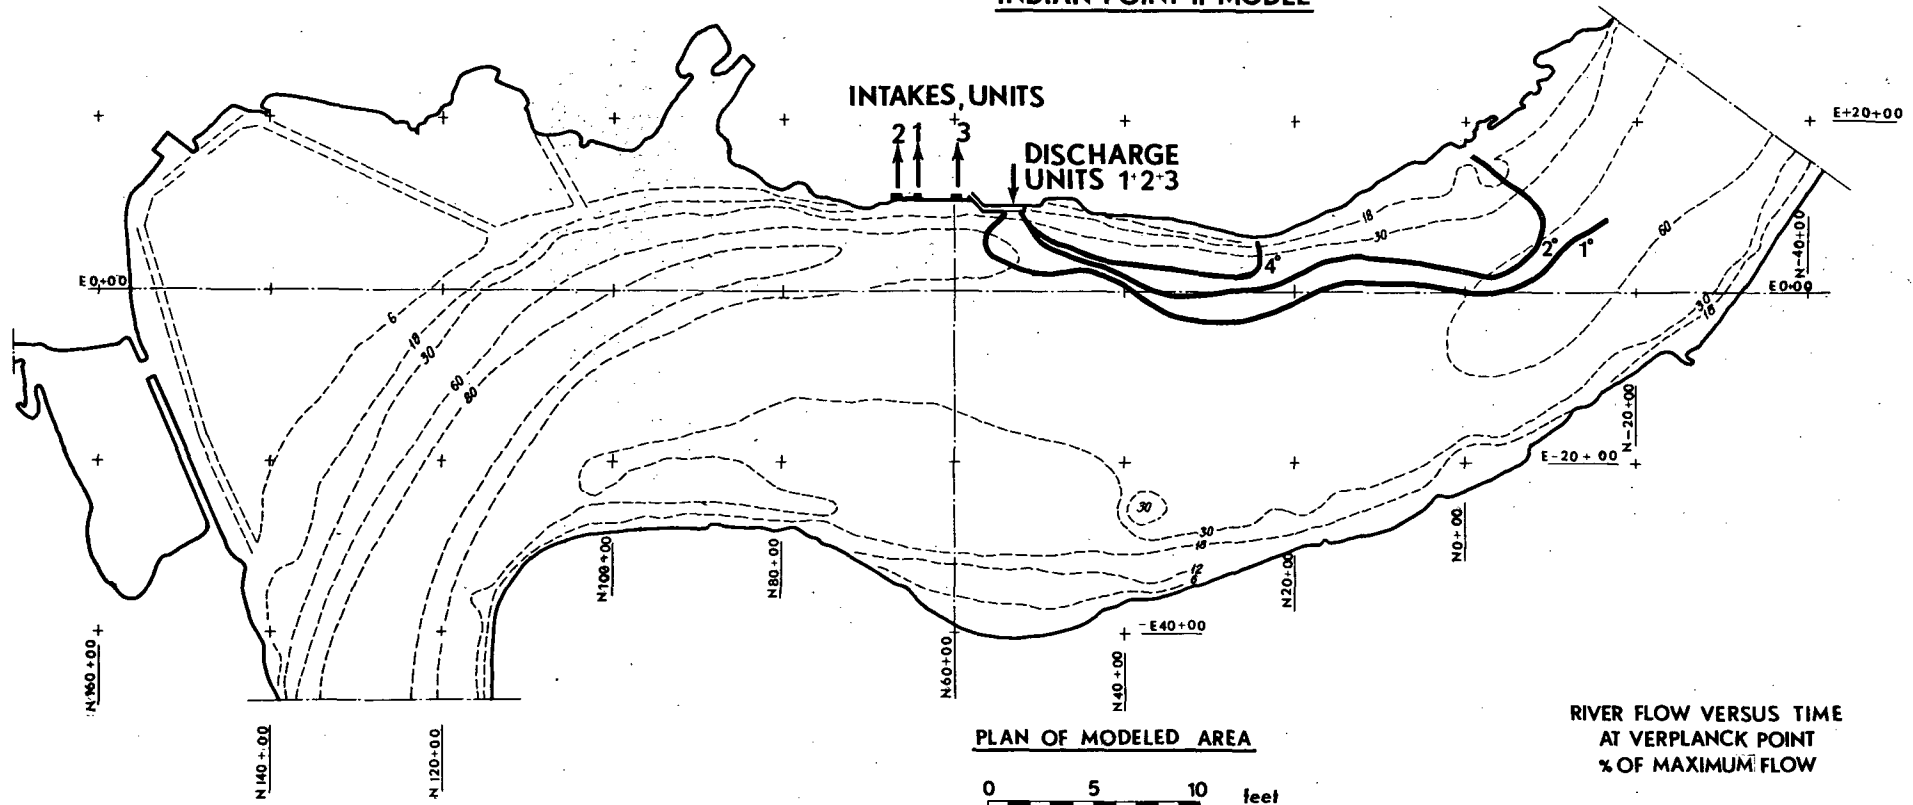 INDIAN POINT II MODEL
INTAKES, UNITS
2 1 3
DISCHARGE
UNITS 1+2+3
E+20+00
18
30
60
2°
1°
4°
N-40+00
E0+00
E0+00
6
18
30
60
80
30
18
N-20+00
E-20+00
30
30
18
12
6
N0+00
N20+00
N100+00
N80+00
-E40+00
N160+00
N60+00
N40+00
N140+00
N120+00
PLAN OF MODELED AREA
0 5 10 feet
RIVER FLOW VERSUS TIME
AT VERPLANCK POINT
% OF MAXIMUM FLOW